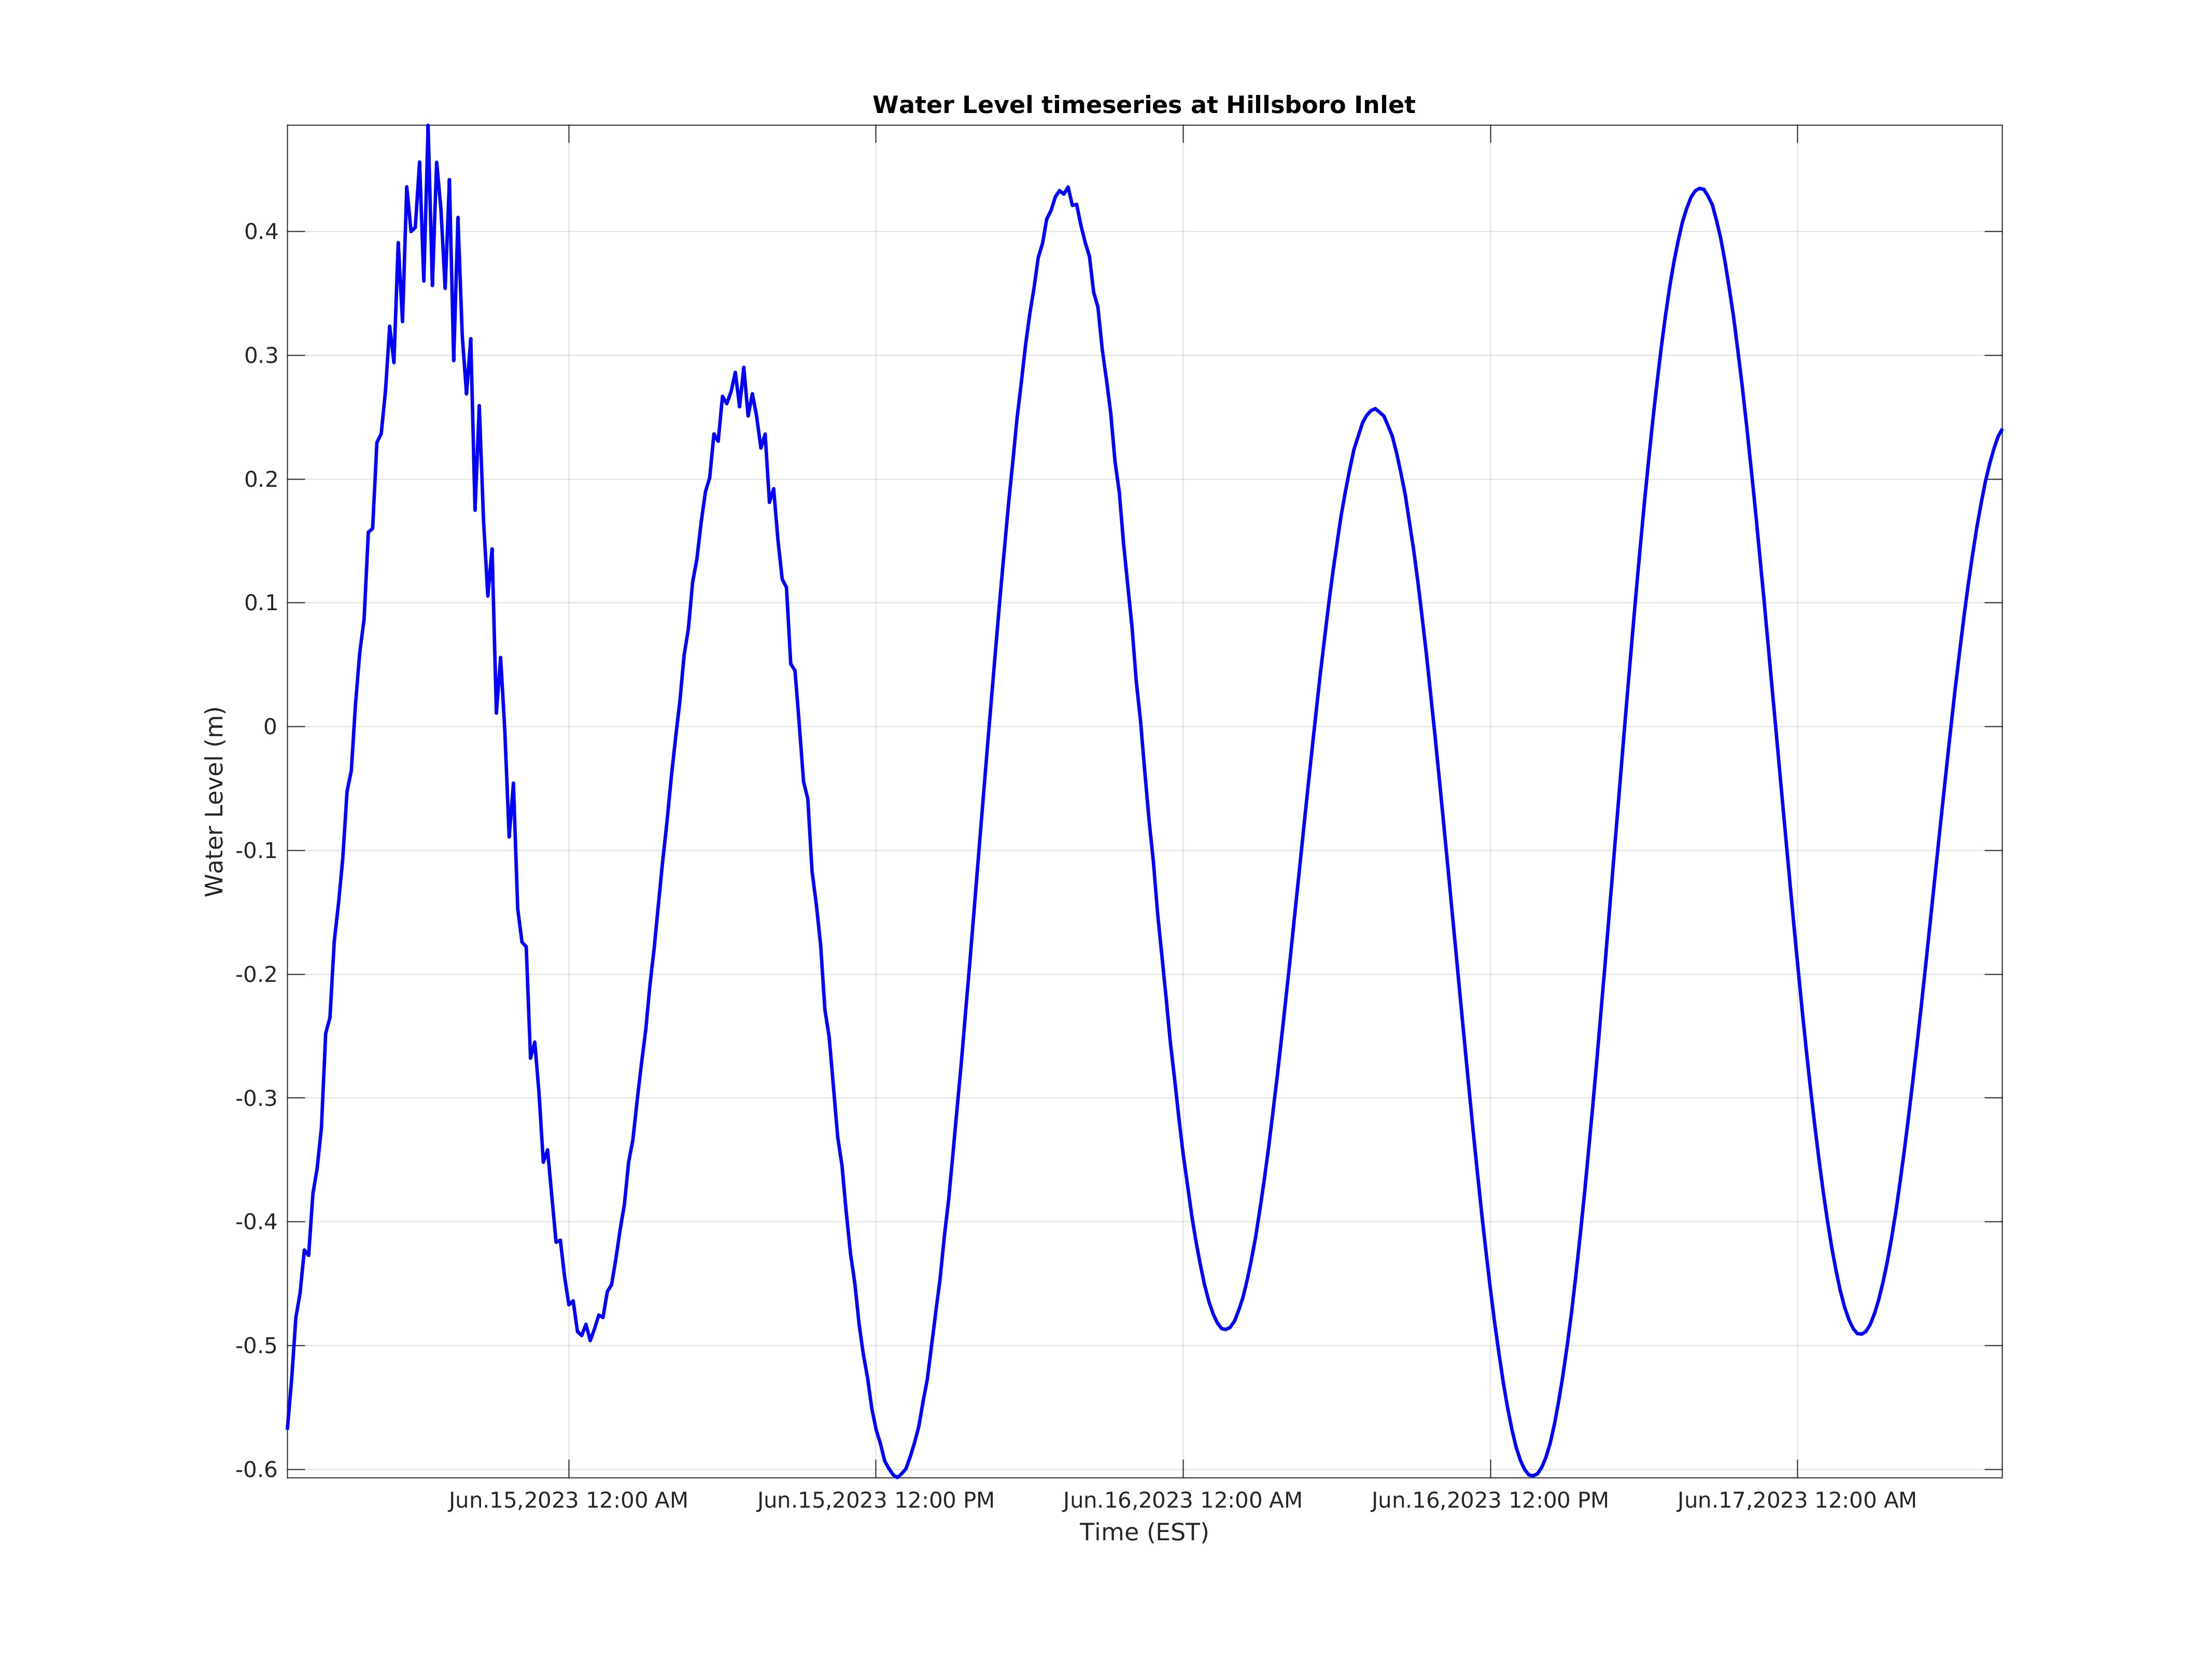 Water Level timeseries at Hillsboro Inlet
0.4
0.3
0.2
0.1
0
-0.1
-0.2
-0.3
-0.4
-0.5
-0.6
Water Level (m)
Jun.15,2023 12:00 AM
Jun.15,2023 12:00 PM
Jun.16,2023 12:00 AM
Jun.16,2023 12:00 PM
Jun.17,2023 12:00 AM
Time (EST)